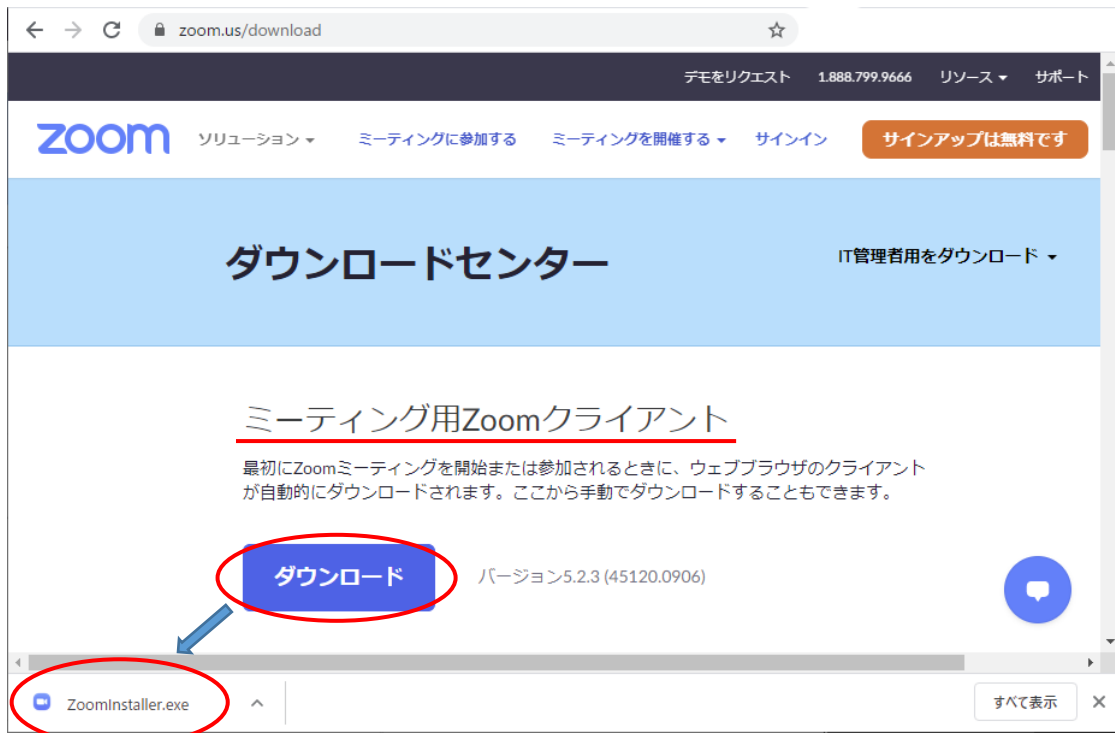 zoom.us/download
デモをリクエスト 1.888.799.9666 リソース サポート
zoom ソリューション ミーティングに参加する ミーティングを開催する サインイン サインアップは無料です
ダウンロードセンター
IT管理者用をダウンロード
ミーティング用Zoomクライアント
最初にZoomミーティングを開始または参加されるときに、ウェブブラウザのクライアント
が自動的にダウンロードされます。ここから手動でダウンロードすることもできます。
ダウンロード バージョン5.2.3 (45120.0906)
ZoomInstaller.exe すべて表示